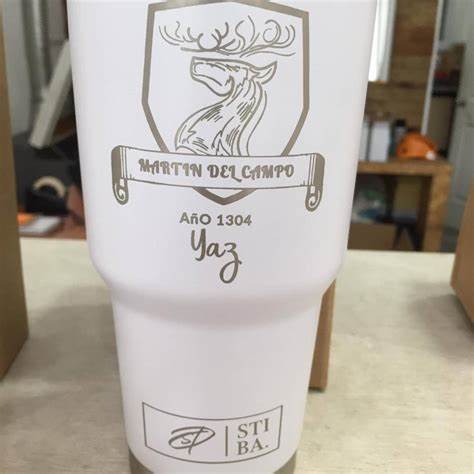 MARTIN DEL CAMPO
AñO 1304
Yaz
STI
BA.